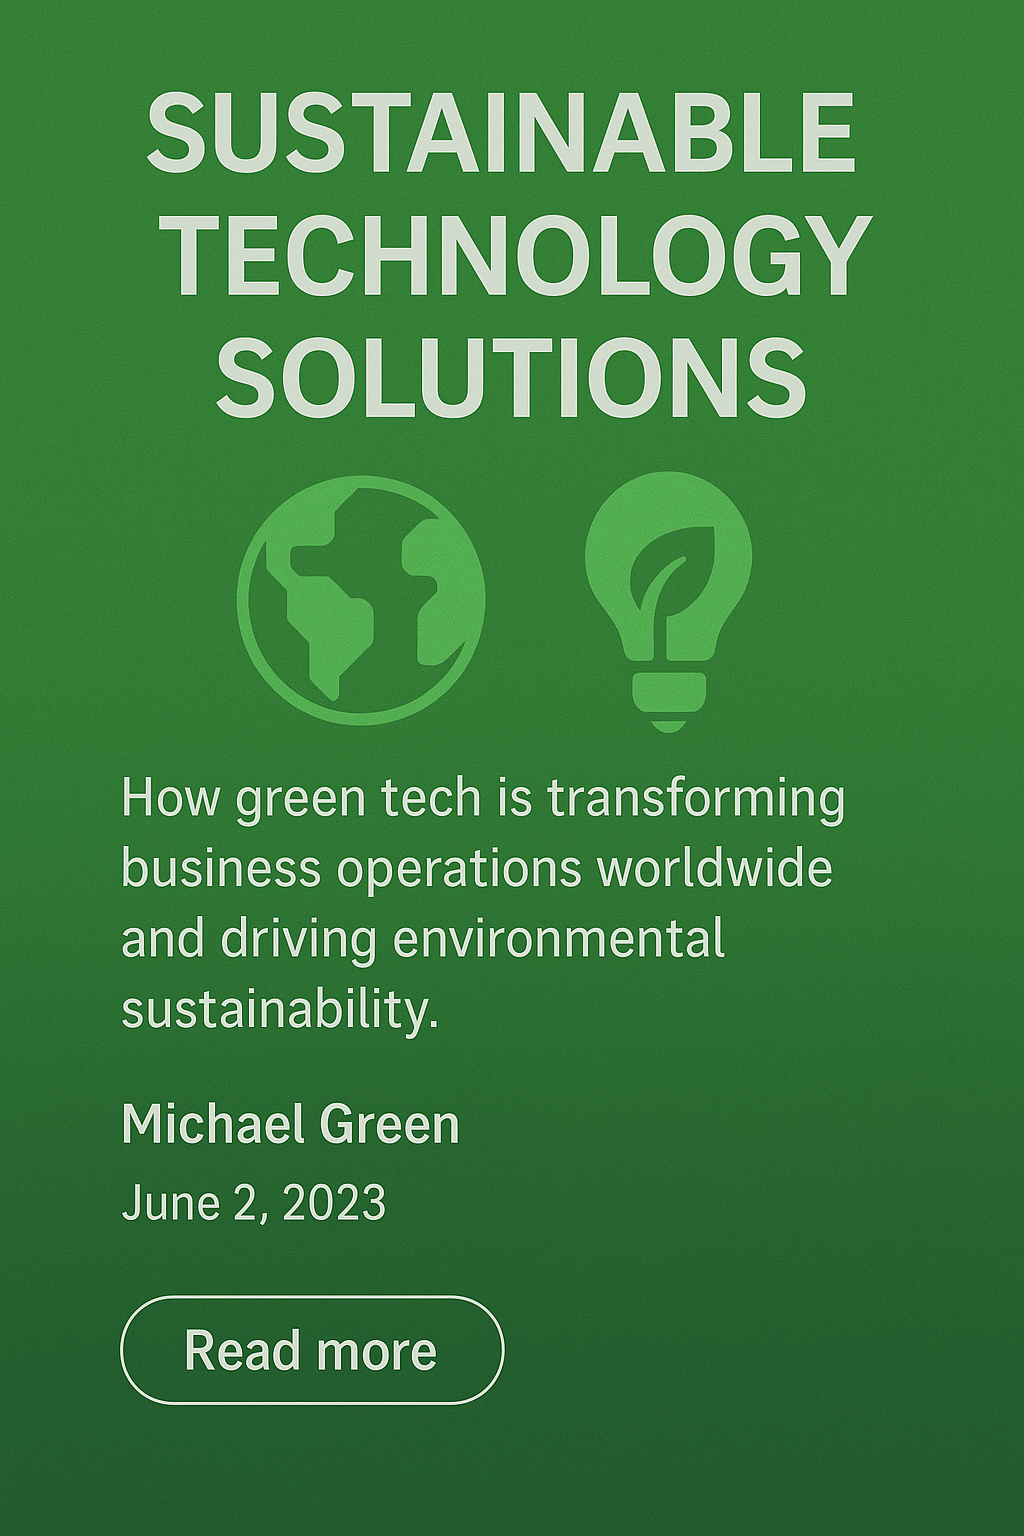 SUSTAINABLE
TECHNOLOGY
SOLUTIONS
How green tech is transforming
business operations worldwide
and driving environmental
sustainability.
Michael Green
June 2, 2023
Read more